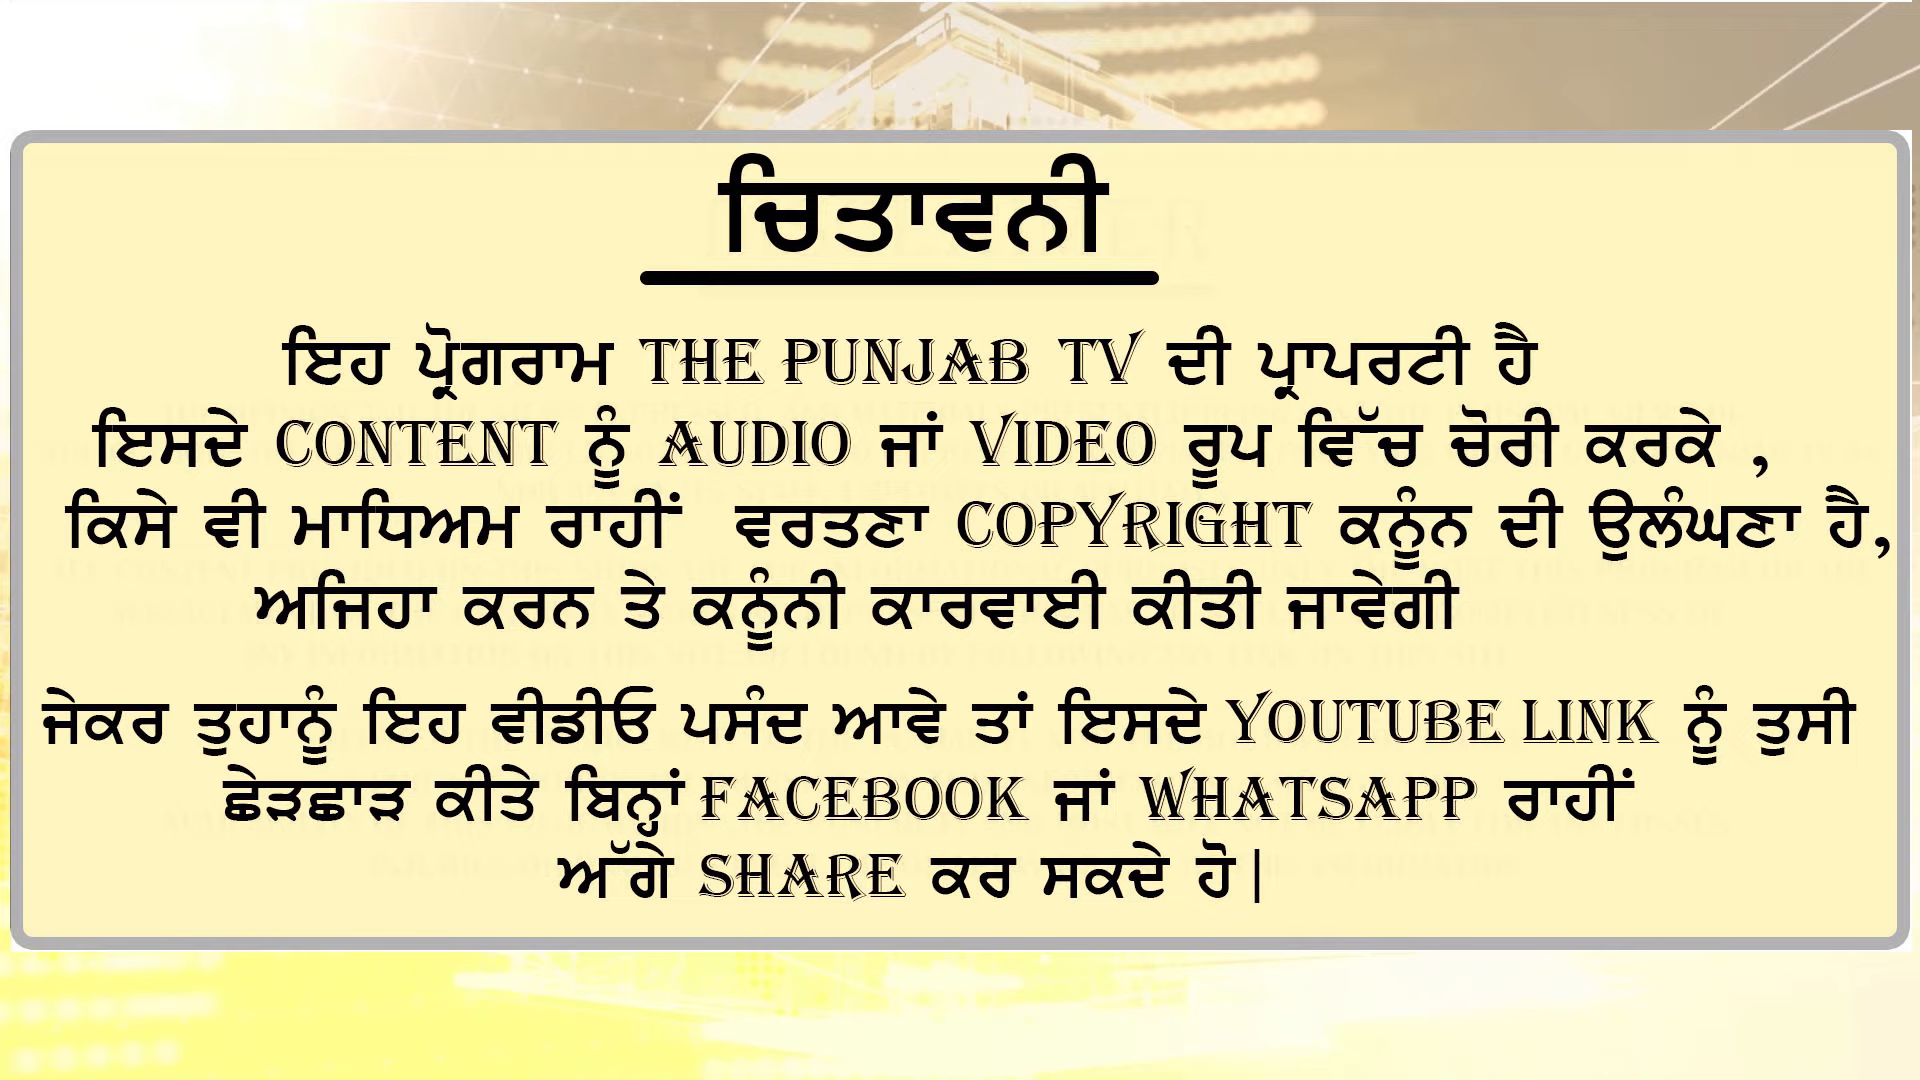 ਚਿਤਾਵਨੀ
ਇਹ ਪ੍ਰੋਗਰਾਮ THE PUNJAB TV ਦੀ ਪ੍ਰਾਪਰਟੀ ਹੈ
ਇਸਦੇ CONTENT ਨੂੰ AUDIO ਜਾਂ VIDEO ਰੂਪ ਵਿੱਚ ਚੋਰੀ ਕਰਕੇ ,
ਕਿਸੇ ਵੀ ਮਾਧਿਅਮ ਰਾਹੀਂ ਵਰਤਣਾ COPYRIGHT ਕਨੂੰਨ ਦੀ ਉਲੰਘਣਾ ਹੈ,
ਅਜਿਹਾ ਕਰਨ ਤੇ ਕਨੂੰਨੀ ਕਾਰਵਾਈ ਕੀਤੀ ਜਾਵੇਗੀ
ਜੇਕਰ ਤੁਹਾਨੂੰ ਇਹ ਵੀਡੀਓ ਪਸੰਦ ਆਵੇ ਤਾਂ ਇਸਦੇ YOUTUBE LINK ਨੂੰ ਤੁਸੀ
ਛੇੜਛਾੜ ਕੀਤੇ ਬਿਨ੍ਹਾਂ FACEBOOK ਜਾਂ WHATSAPP ਰਾਹੀਂ
ਅੱਗੇ SHARE ਕਰ ਸਕਦੇ ਹੋ|